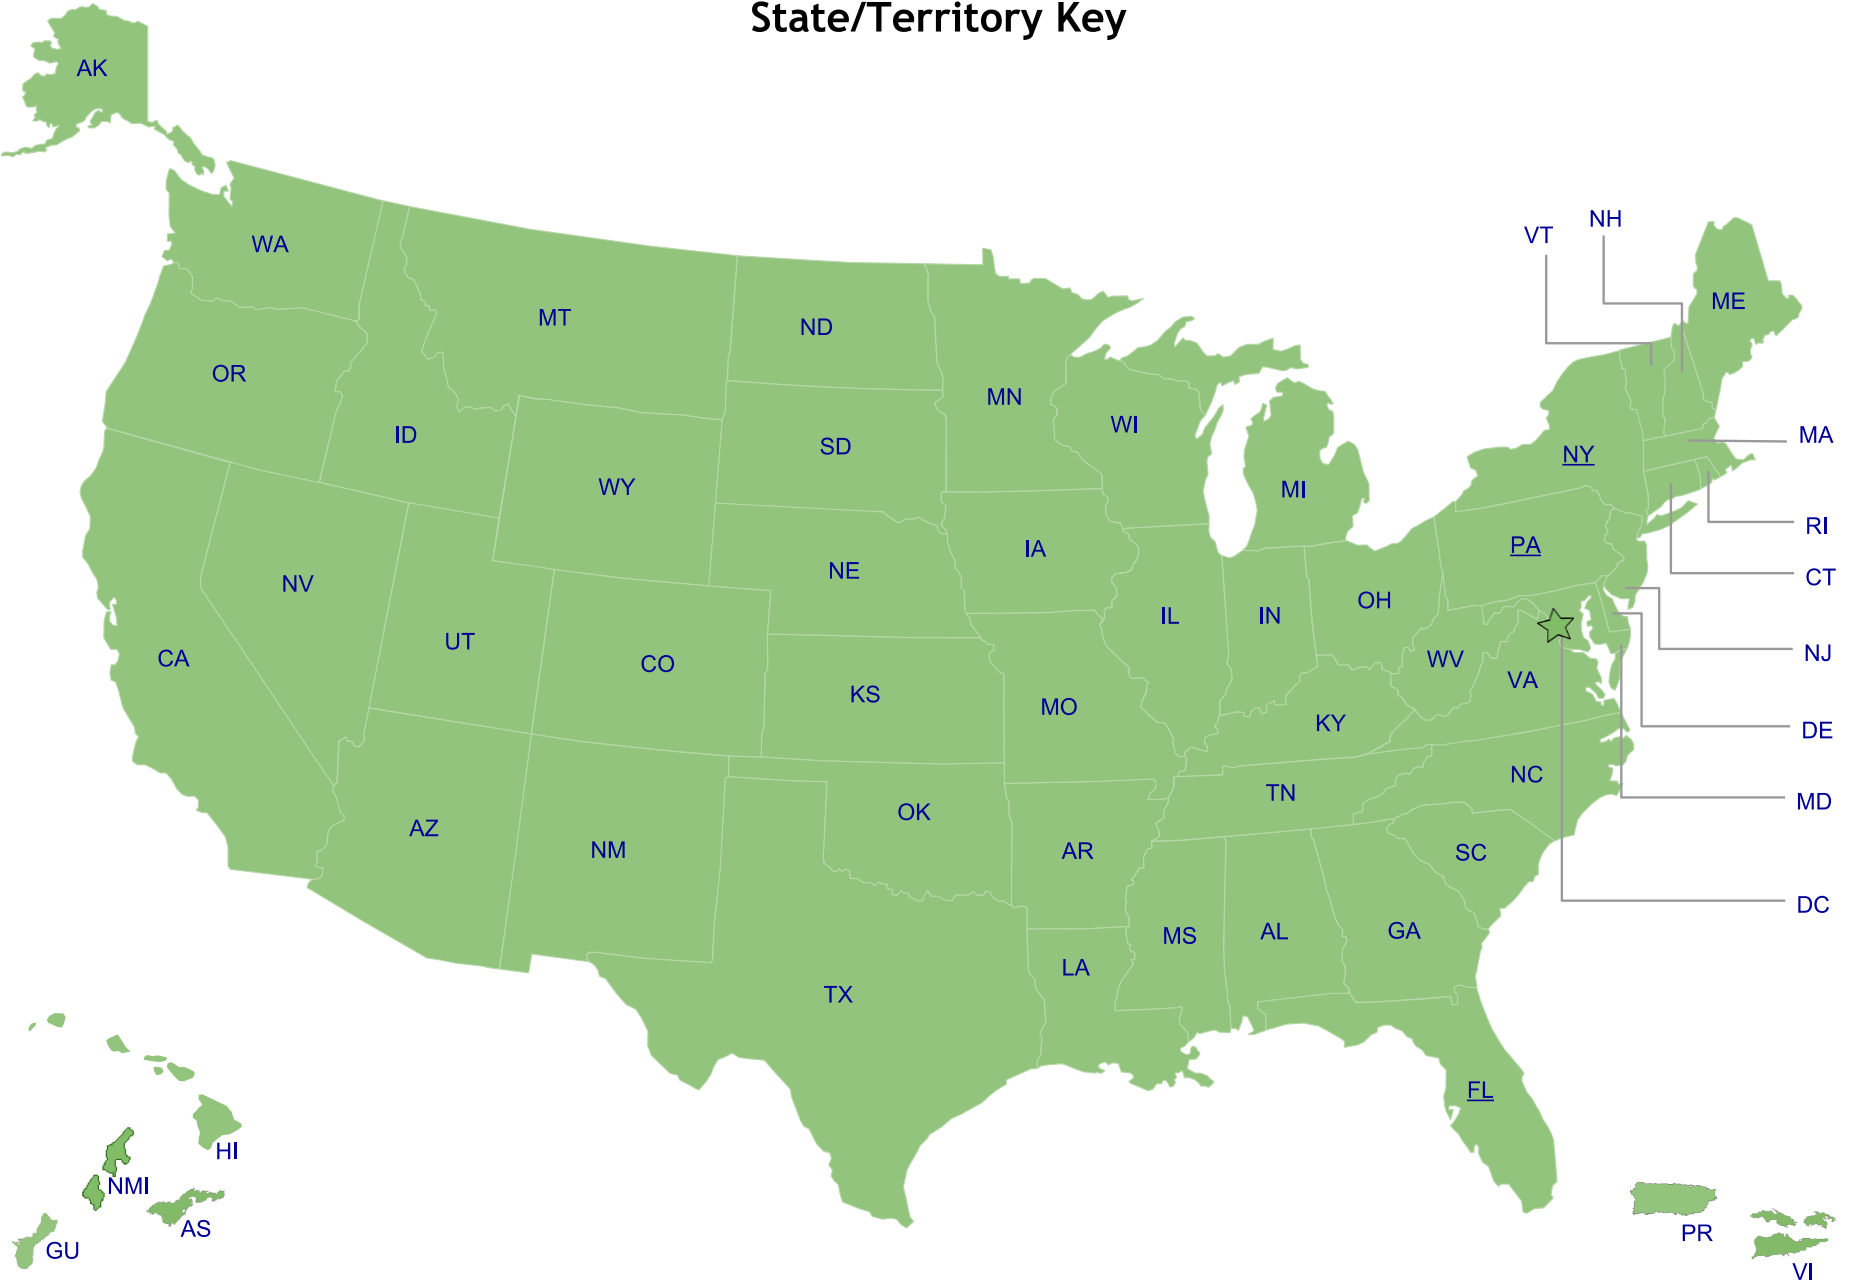 State/Territory Key
AK
NH
VT
WA
ME
MT
ND
OR
MN
WI
ID
SD
MA
NY
WY
MI
RI
PA
IA
NE
CT
NV
OH
IL
IN
UT
NJ
CA
CO
WV
VA
KS
MO
KY
DE
NC
TN
MD
OK
AZ
NM
AR
SC
DC
GA
AL
MS
LA
TX
FL
HI
NMI
AS
PR
GU
VI